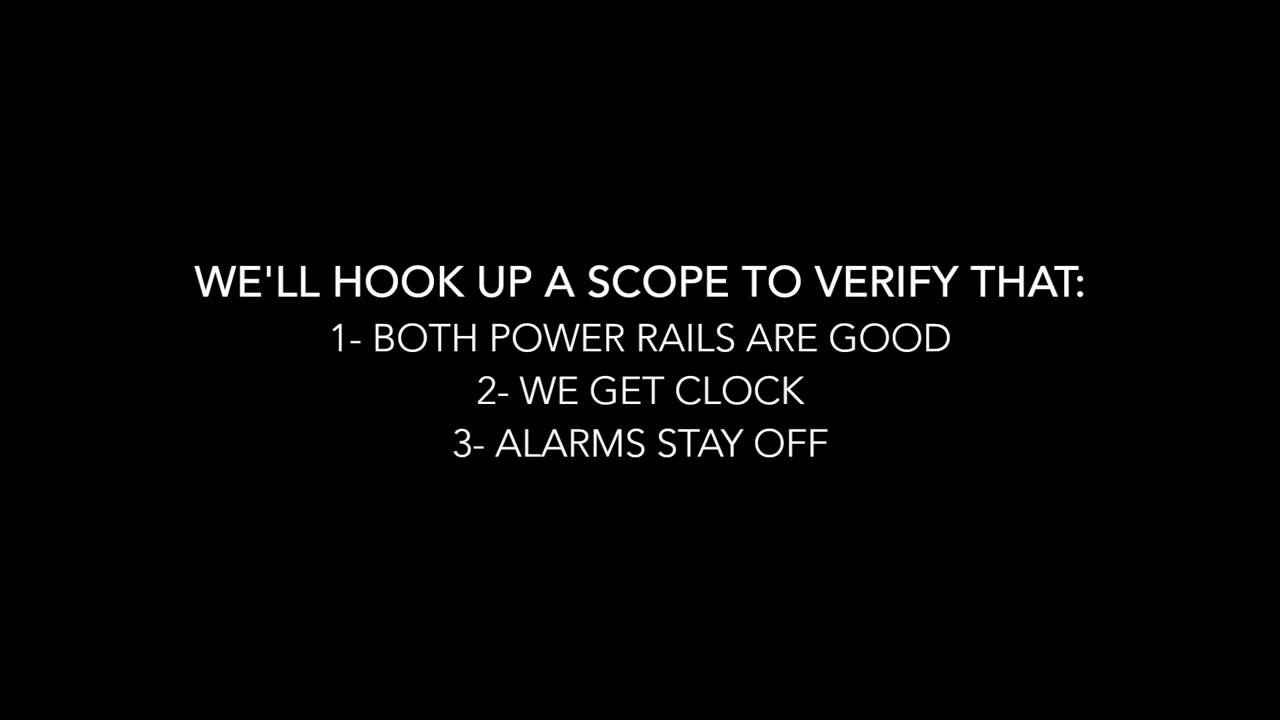 WE'LL HOOK UP A SCOPE TO VERIFY THAT:
1- BOTH POWER RAILS ARE GOOD
2- WE GET CLOCK
3- ALARMS STAY OFF